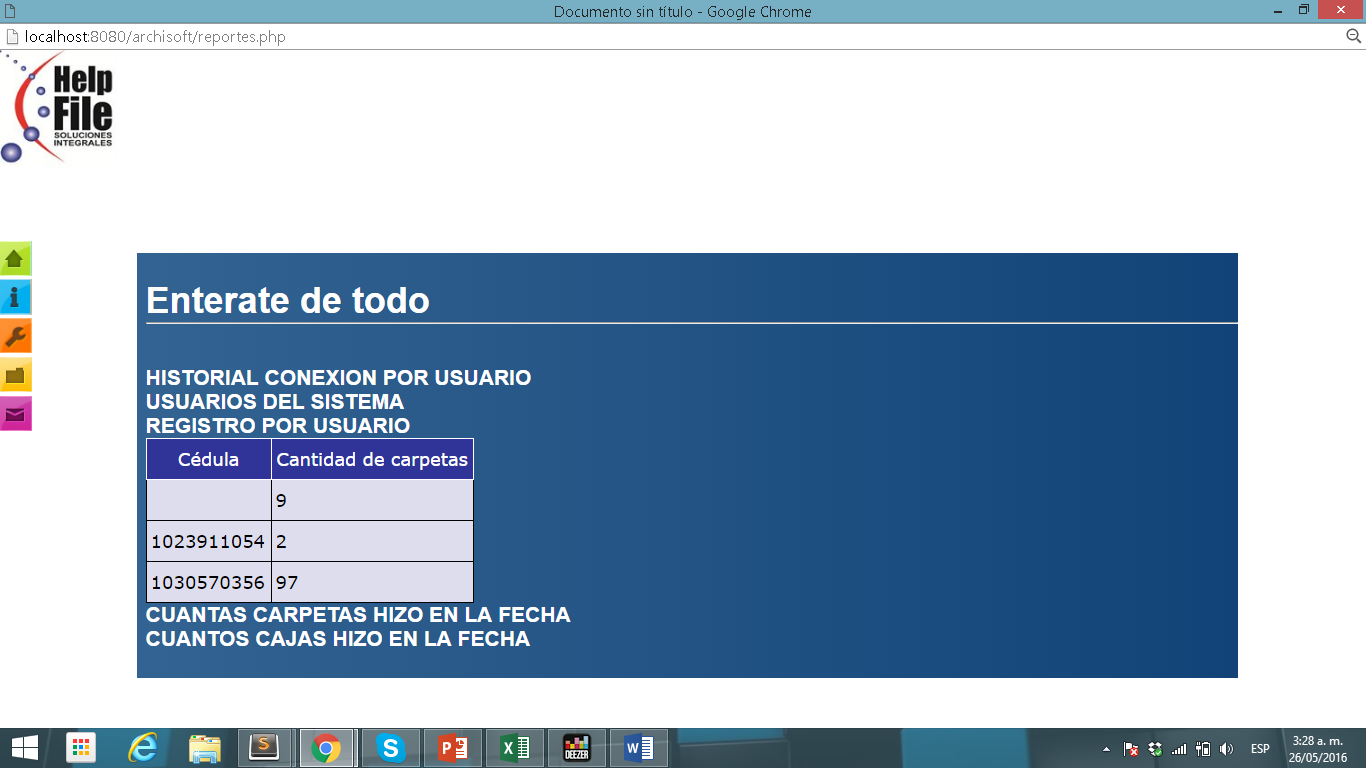 Documento sin título - Google Chrome
localhost:8080/archisoft/reportes.php
Help
File
SOLUCIONES
INTEGRALES
Enterate de todo
HISTORIAL CONEXION POR USUARIO
USUARIOS DEL SISTEMA
REGISTRO POR USUARIO
Cédula Cantidad de carpetas
9
1023911054 2
1030570356 97
CUANTAS CARPETAS HIZO EN LA FECHA
CUANTOS CAJAS HIZO EN LA FECHA
DEEZER
ESP
3:28 a. m.
26/05/2016